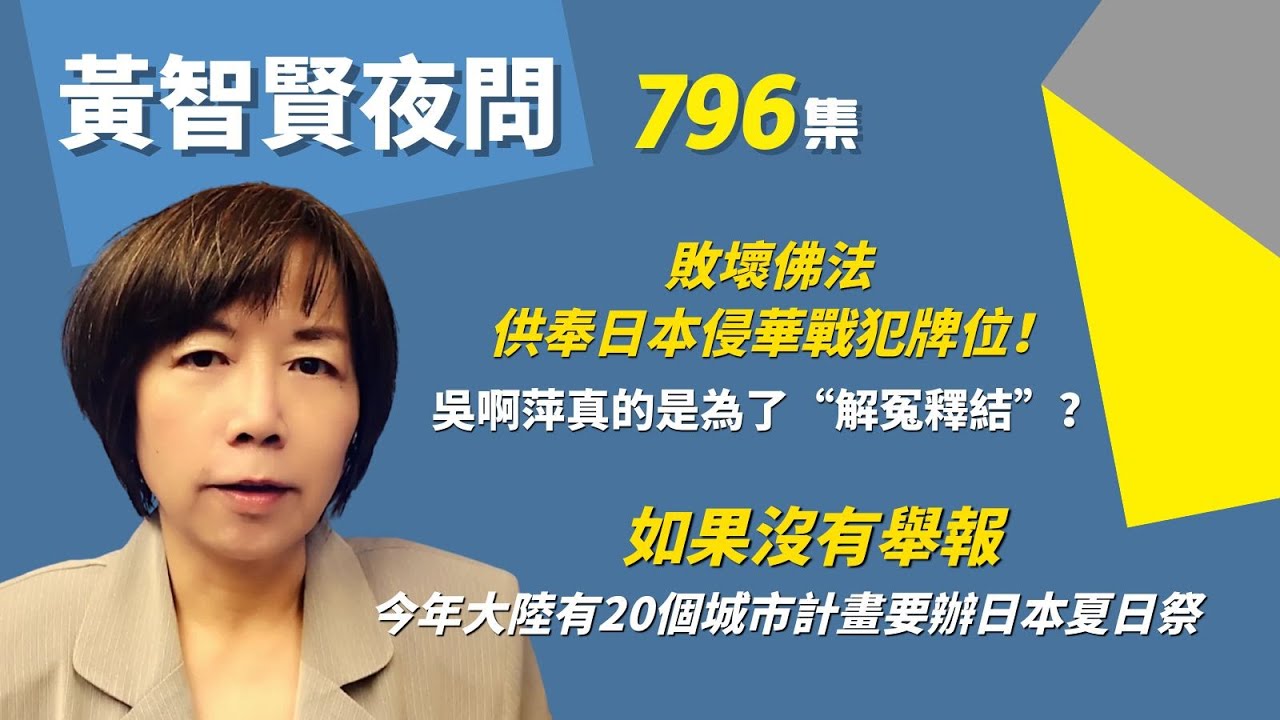 黃智賢夜問 796集
敗壞佛法
供奉日本侵華戰犯牌位!
吳啊萍真的是為了“解冤釋結”?
如果沒有舉報
今年大陸有20個城市計畫要辦日本夏日祭